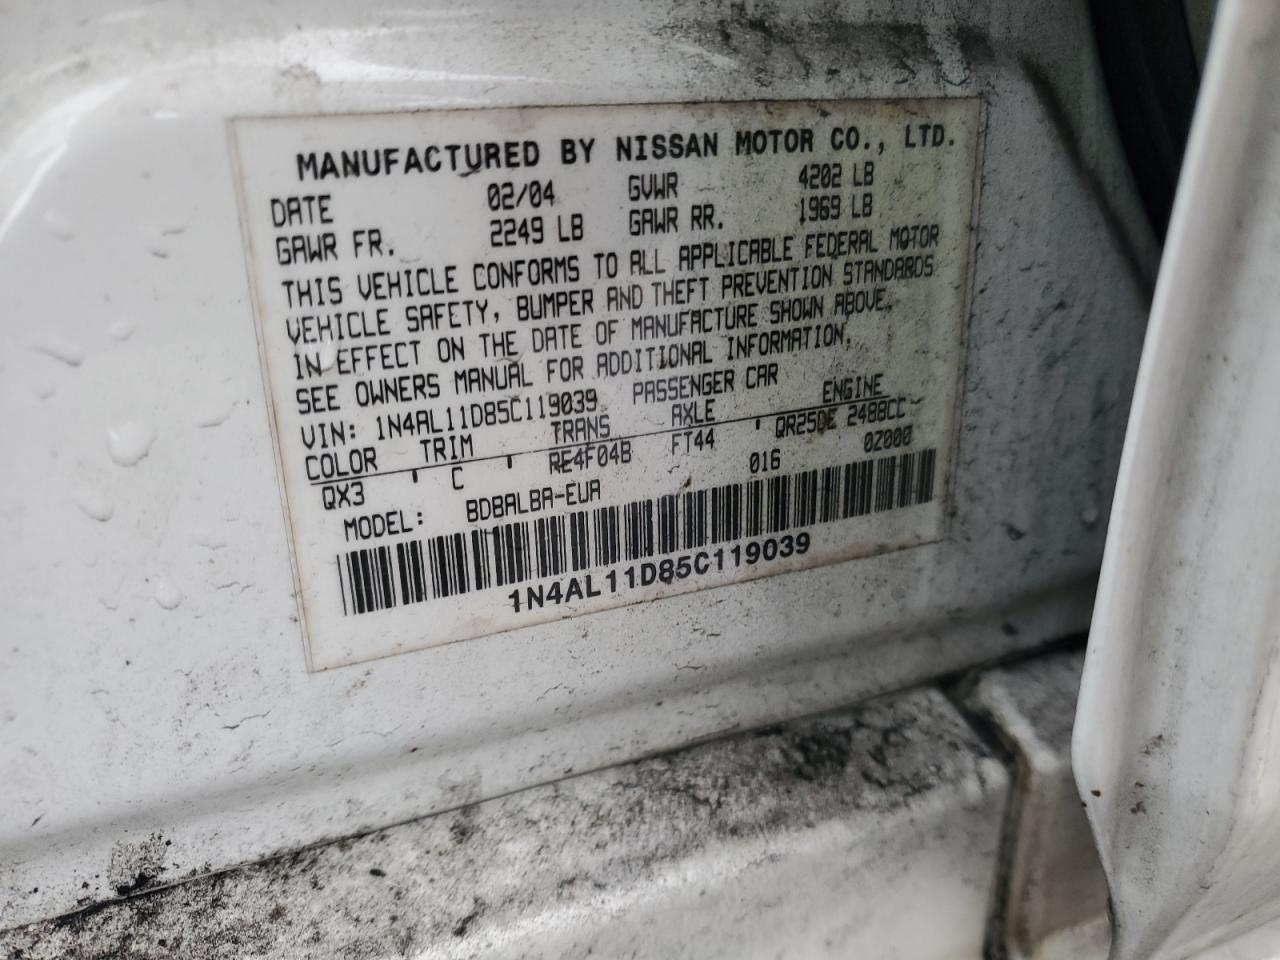 MANUFACTURED BY NISSAN MOTOR CO., LTD.
DATE 02/04 GVWR 4202 LB
GAWR FR. 2249 LB GAWR RR. 1969 LB
THIS VEHICLE CONFORMS TO ALL APPLICABLE FEDERAL MOTOR
VEHICLE SAFETY, BUMPER AND THEFT PREVENTION STANDARDS
IN EFFECT ON THE DATE OF MANUFACTURE SHOWN ABOVE.
SEE OWNERS MANUAL FOR ADDITIONAL INFORMATION.
VIN: 1N4AL11D85C119039 PASSENGER CAR
COLOR TRIM TRANS AXLE ENGINE
QX3 C RE4F04B FT44 QR25DE 2488CC
MODEL: BDBALBA-EUA 016 0Z000
1N4AL11D85C119039